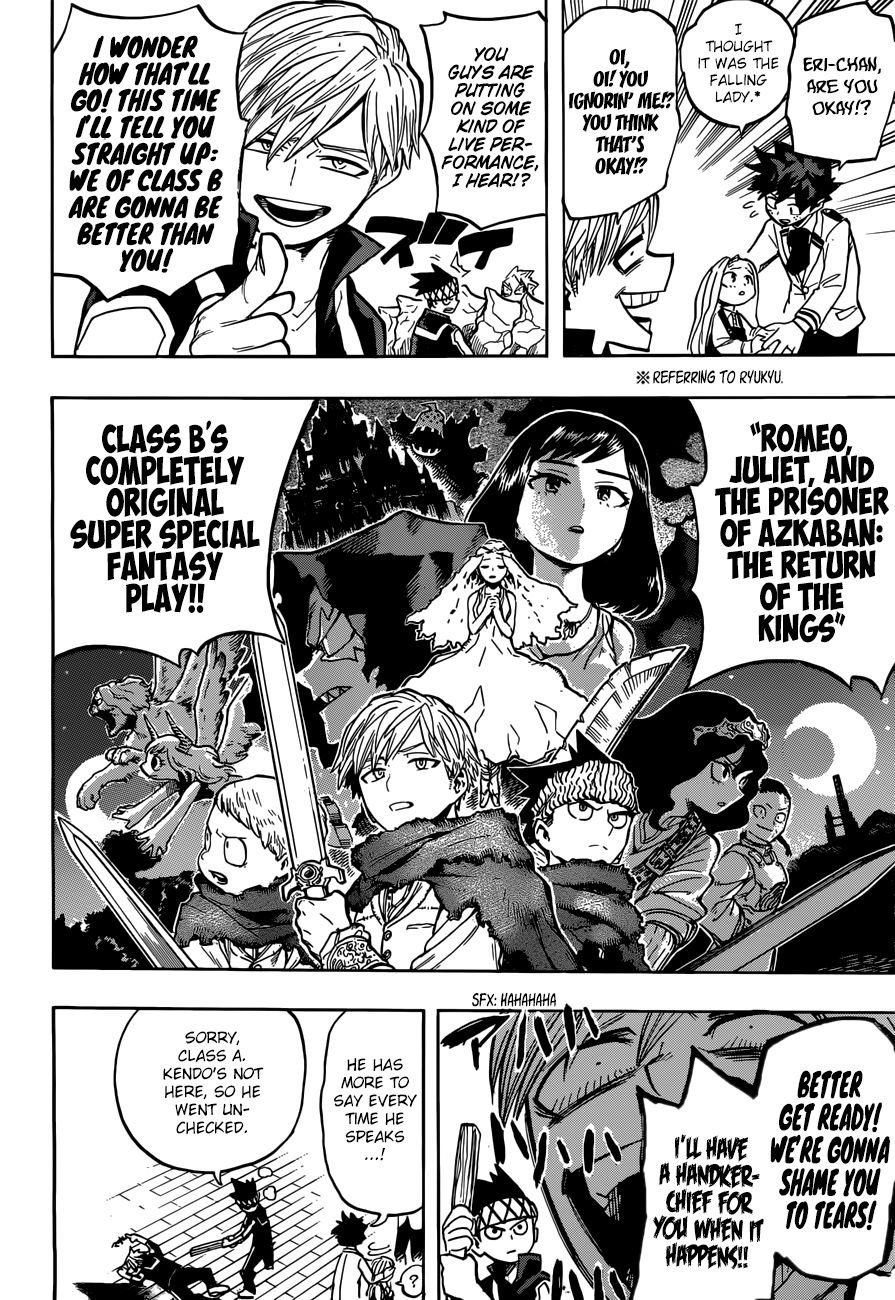 ERI-CHAN,
ARE YOU
OKAY!?
I
THOUGHT
IT WAS THE
FALLING
LADY.*
OI,
OI! YOU
IGNORIN' ME!?
YOU THINK
THAT'S
OKAY!?
※ REFERRING TO RYUKYU.
YOU
GUYS ARE
PUTTING
ON SOME
KIND OF
LIVE PER-
FORMANCE,
I HEAR!?
ズイ
I WONDER
HOW THAT'LL
GO! THIS TIME
I'LL TELL YOU
STRAIGHT UP:
WE OF CLASS B
ARE GONNA BE
BETTER THAN
YOU!
"ROMEO,
JULIET, AND
THE PRISONER
OF AZKABAN:
THE RETURN
OF THE
KINGS"
CLASS B'S
COMPLETELY
ORIGINAL
SUPER SPECIAL
FANTASY
PLAY!!
SFX: HAHAHAHA
BETTER
GET READY!
WE'RE GONNA
SHAME YOU
TO TEARS!
I'LL HAVE
A HANDKER-
CHIEF FOR
YOU WHEN IT
HAPPENS!!
HE HAS
MORE TO
SAY EVERY
TIME HE
SPEAKS
...!
SORRY,
CLASS A.
KENDO'S NOT
HERE, SO HE
WENT UN-
CHECKED.
?